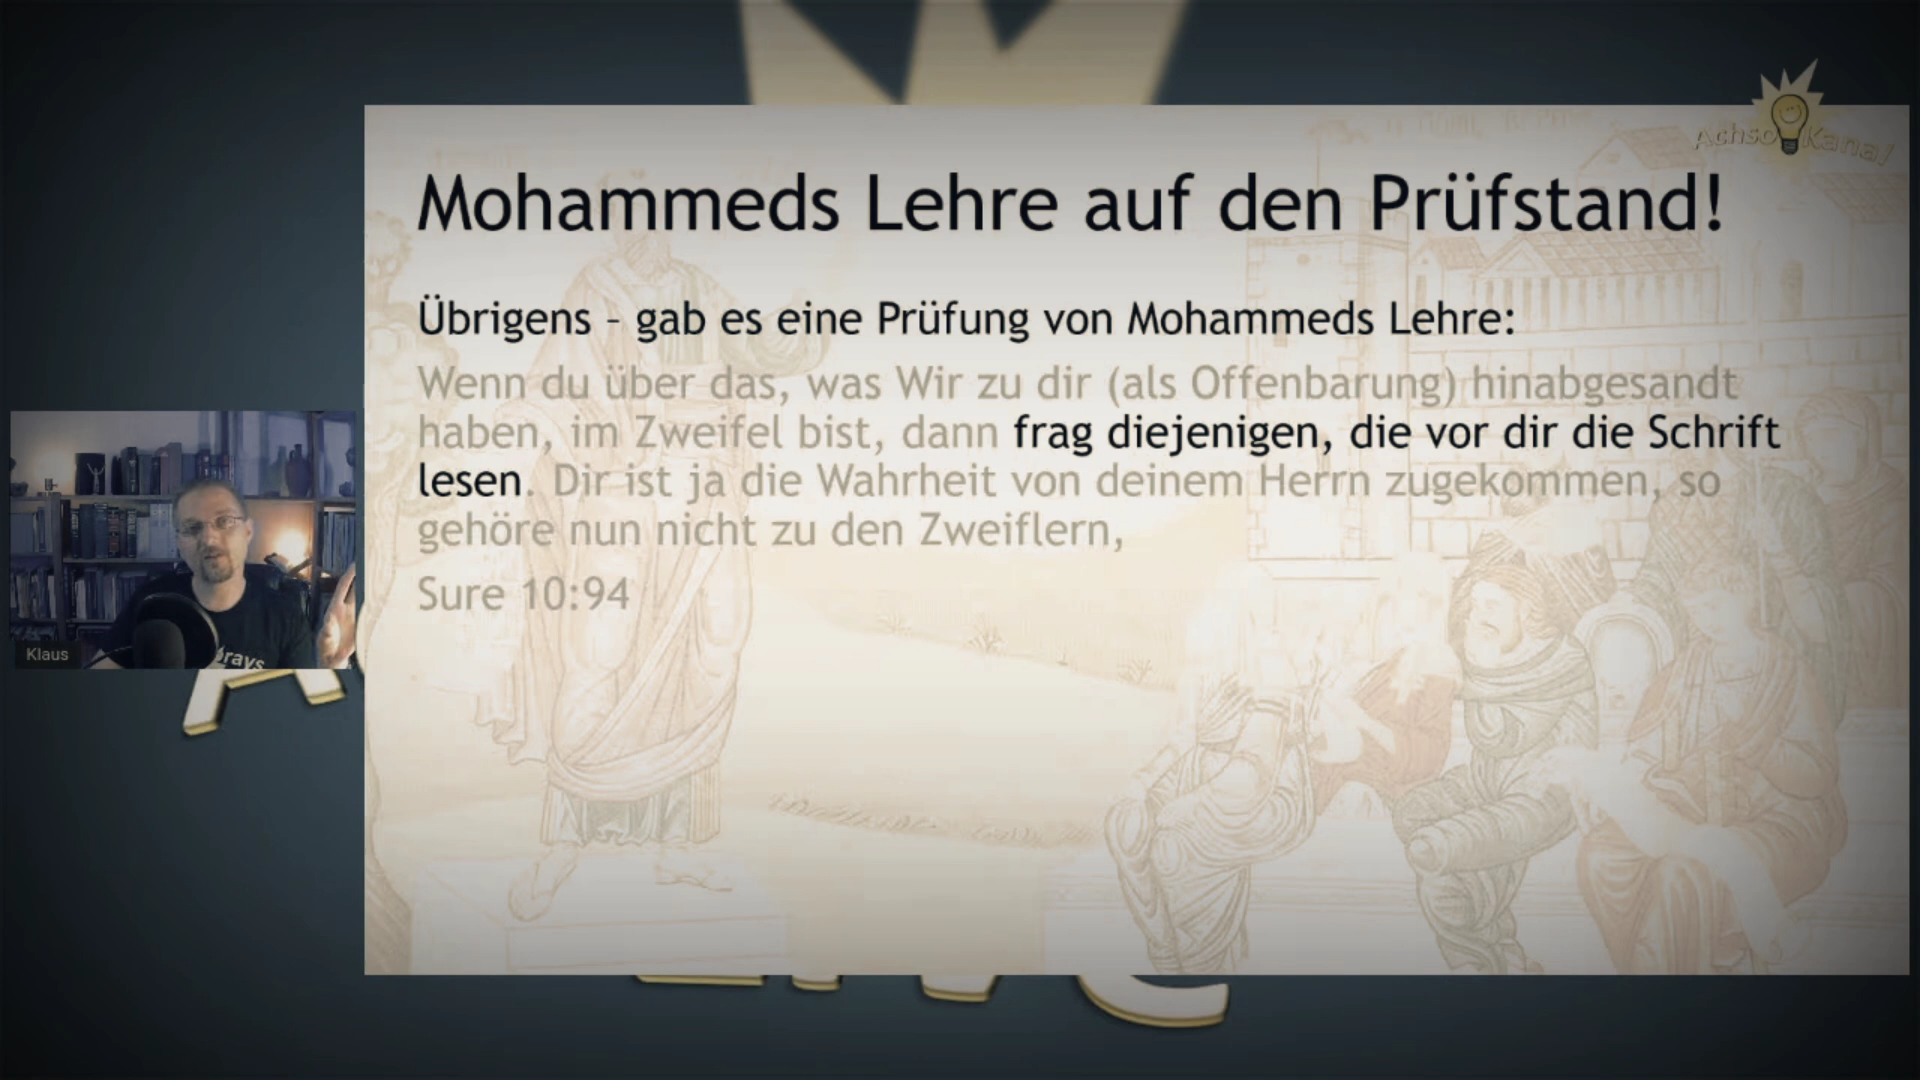 Achso Kanal
Mohammeds Lehre auf den Prüfstand!
Übrigens – gab es eine Prüfung von Mohammeds Lehre:
Wenn du über das, was Wir zu dir (als Offenbarung) hinabgesandt
haben, im Zweifel bist, dann frag diejenigen, die vor dir die Schrift
lesen. Dir ist ja die Wahrheit von deinem Herrn zugekommen, so
gehöre nun nicht zu den Zweiflern,
Sure 10:94
Klaus